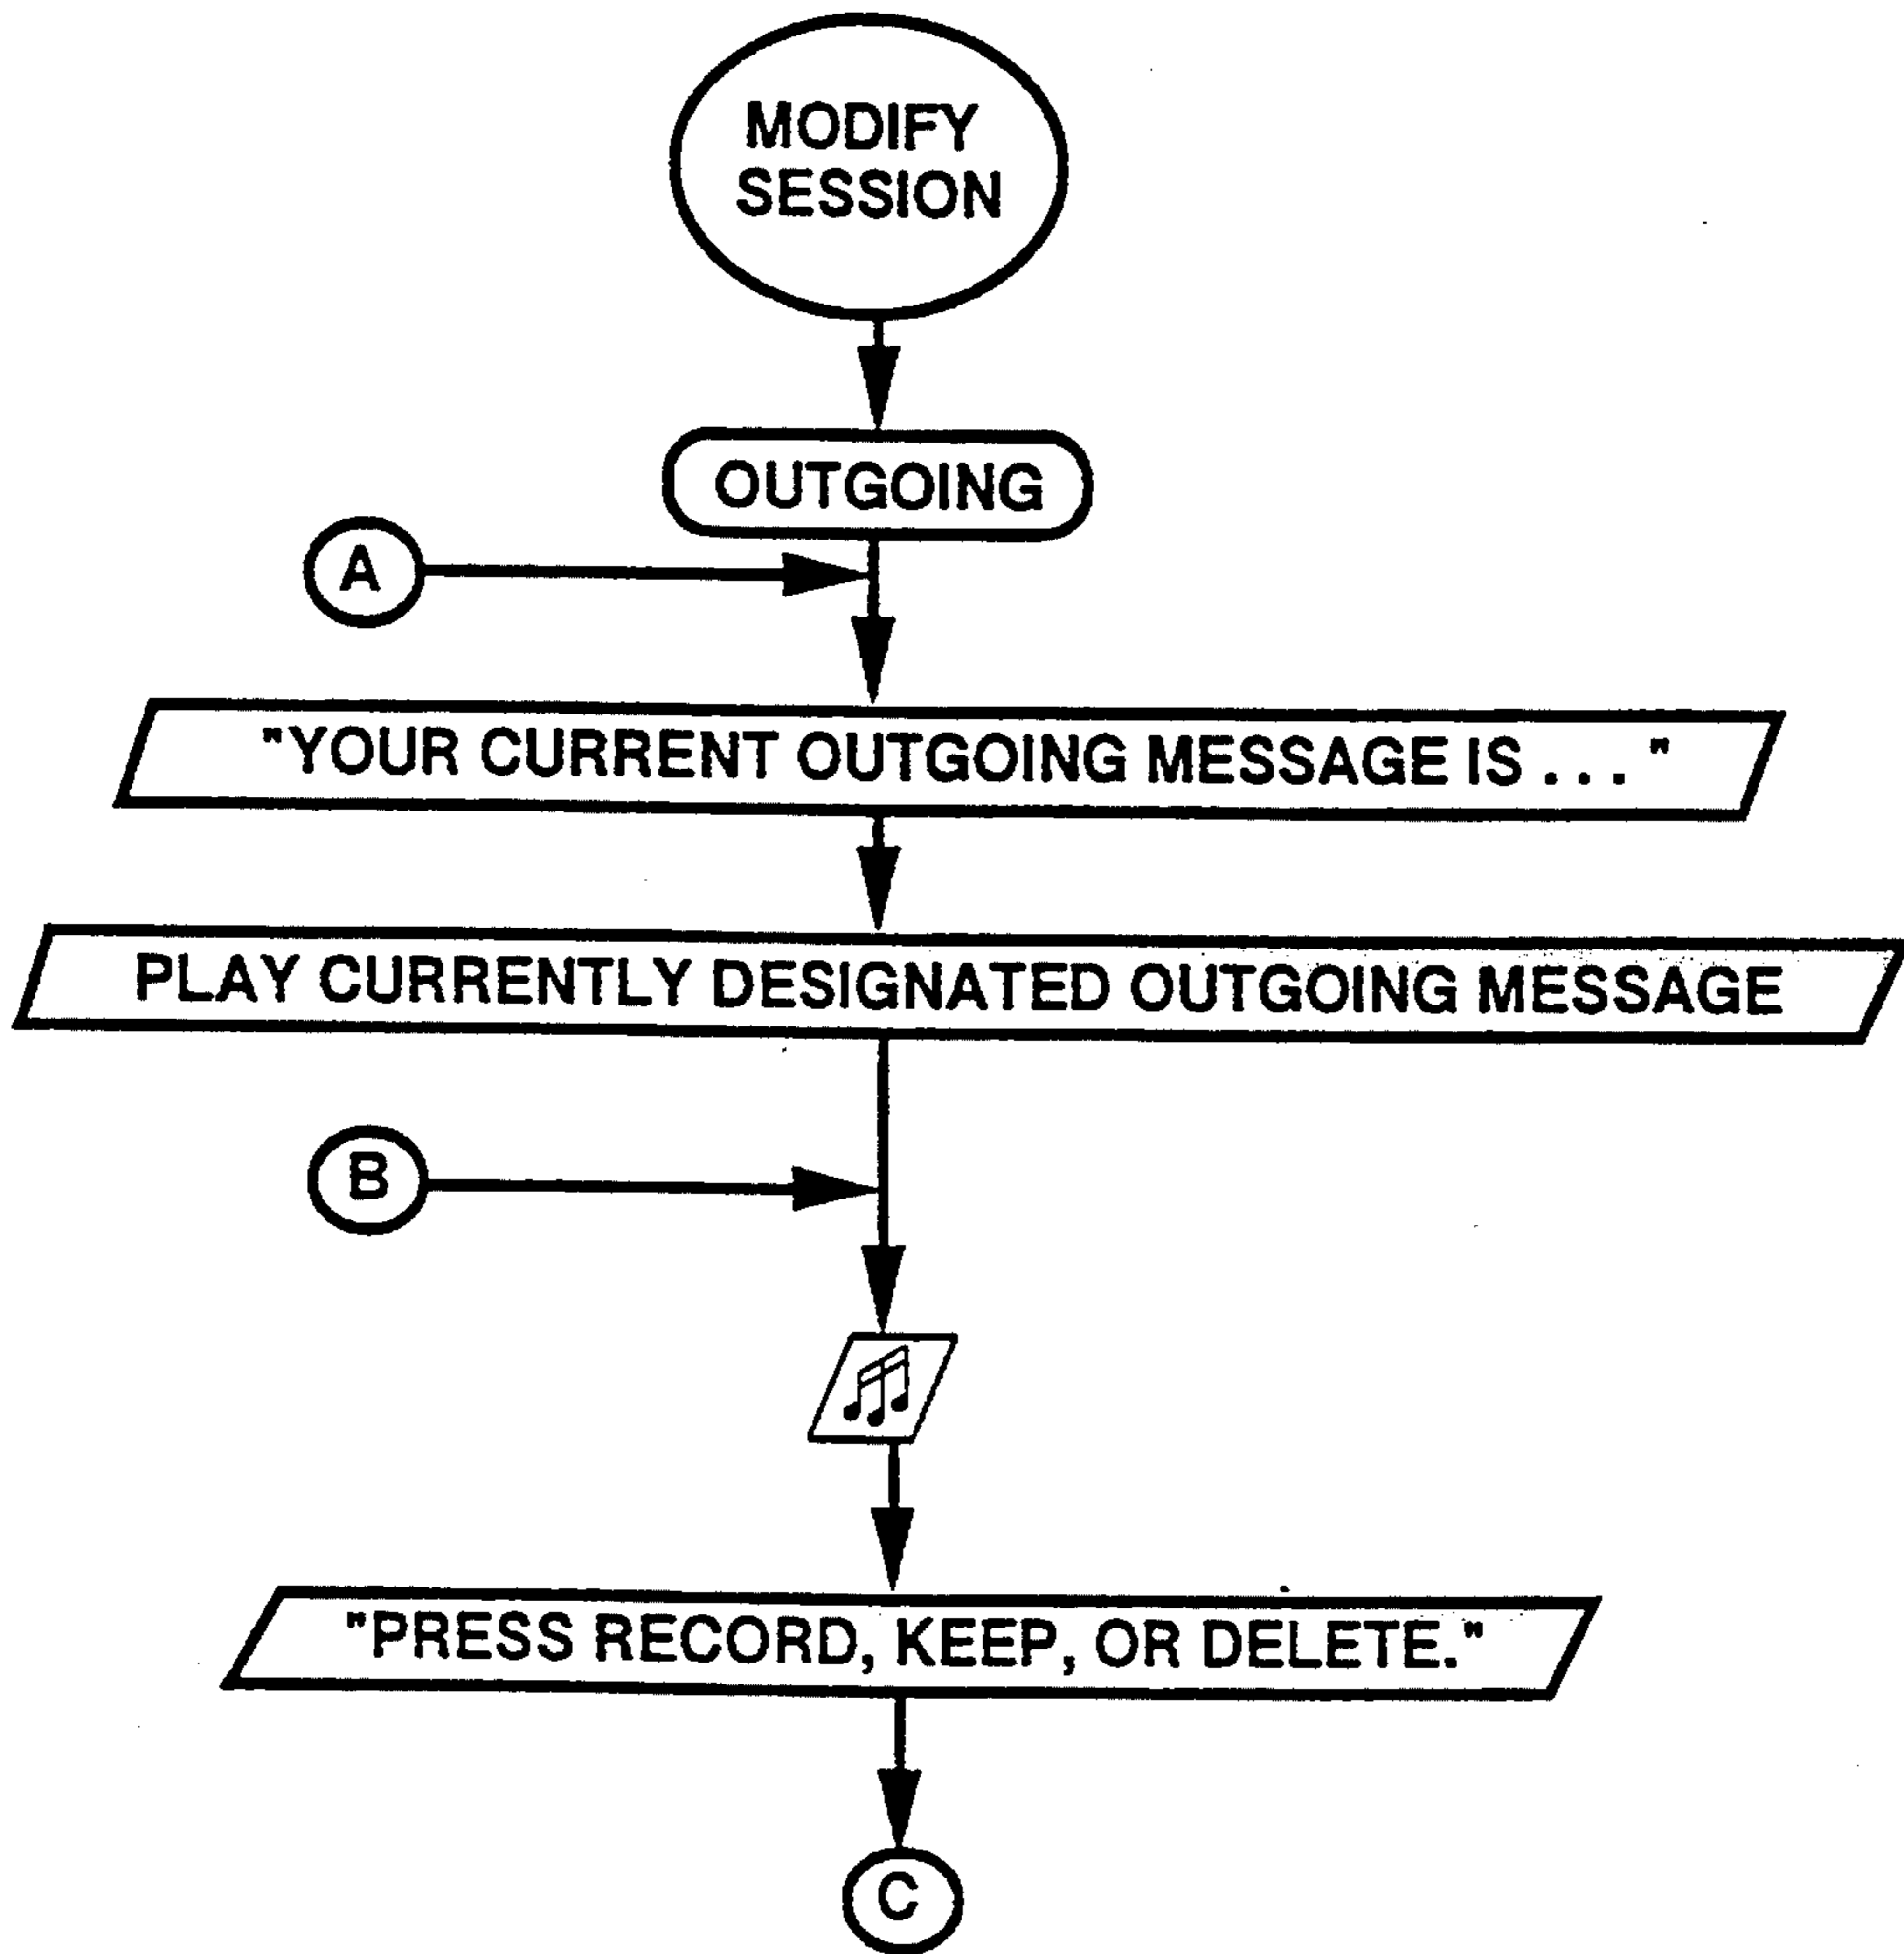 MODIFY
SESSION
OUTGOING
A
"YOUR CURRENT OUTGOING MESSAGE IS . . . "
PLAY CURRENTLY DESIGNATED OUTGOING MESSAGE
B
"PRESS RECORD, KEEP, OR DELETE."
C